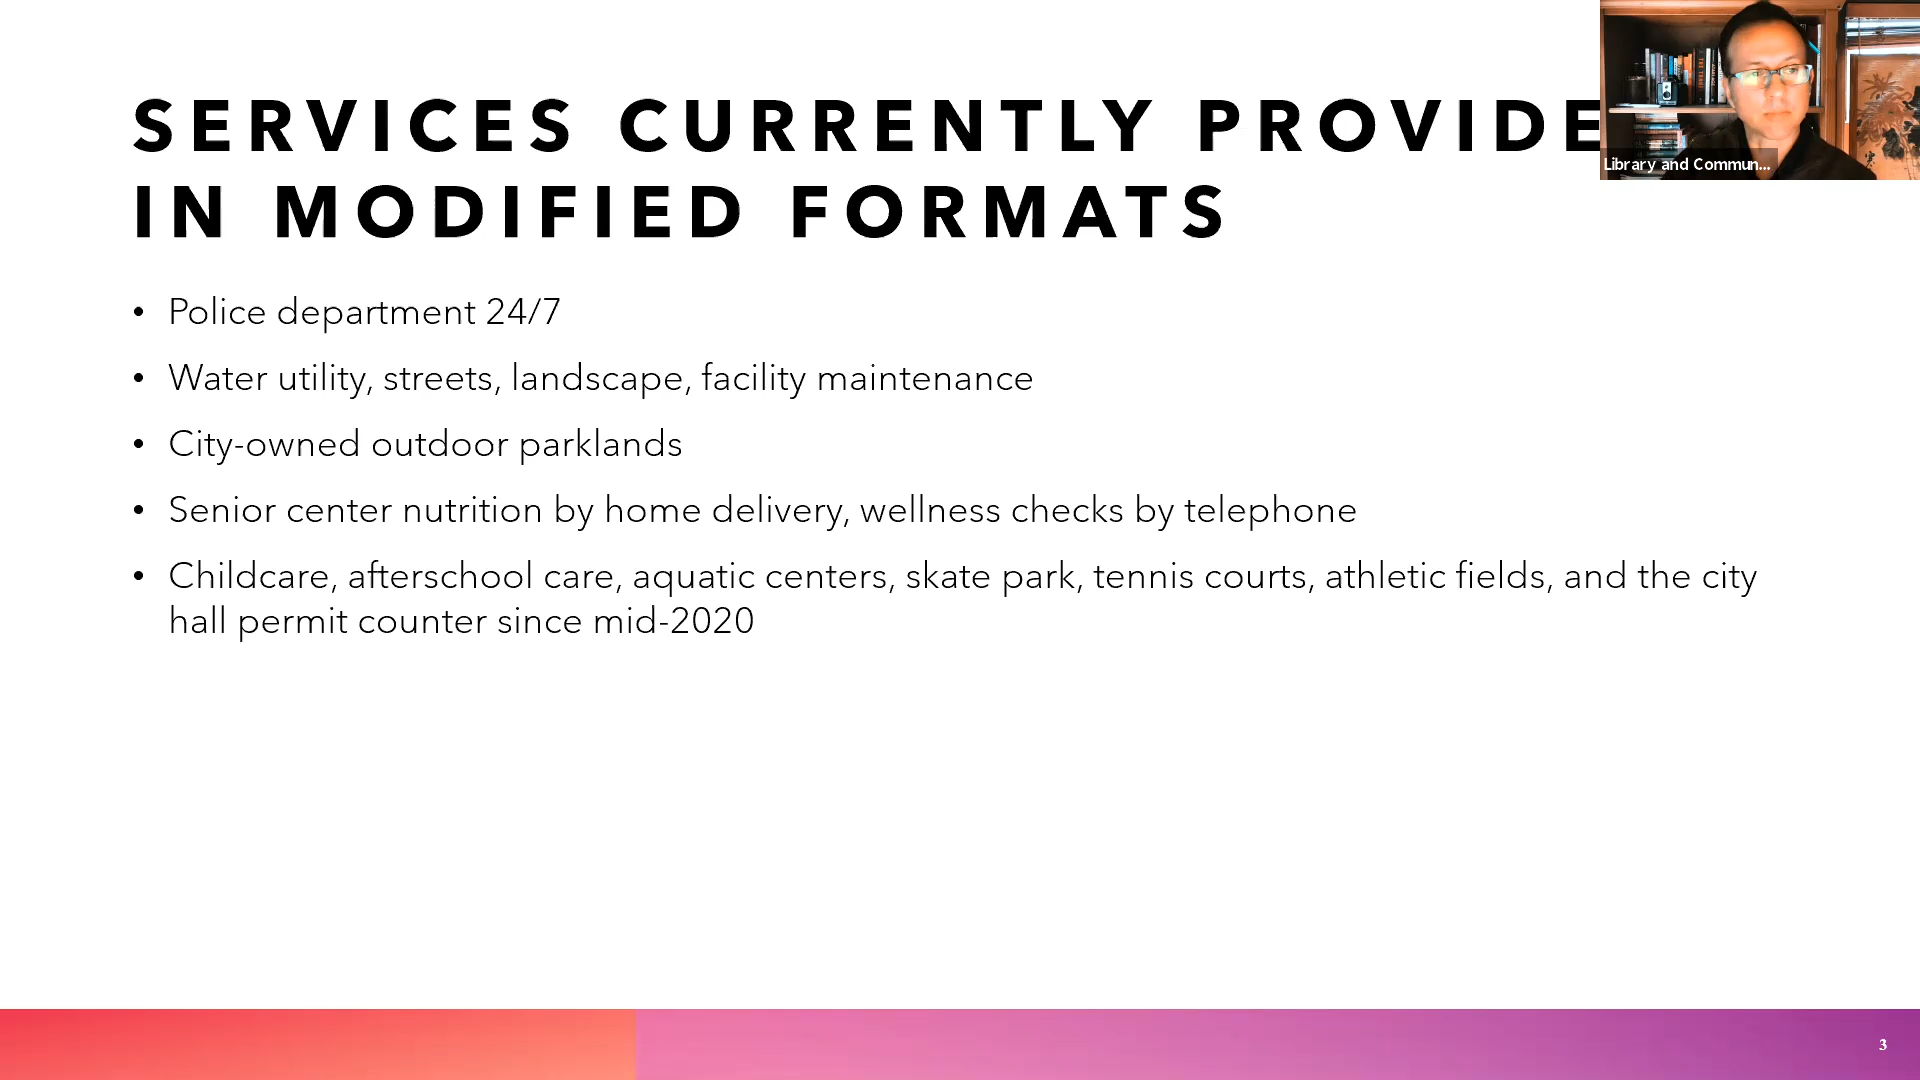 SERVICES CURRENTLY PROVIDE
IN MODIFIED FORMATS
• Police department 24/7
• Water utility, streets, landscape, facility maintenance
• City-owned outdoor parklands
• Senior center nutrition by home delivery, wellness checks by telephone
• Childcare, afterschool care, aquatic centers, skate park, tennis courts, athletic fields, and the city
hall permit counter since mid-2020
Library and Commun...
3